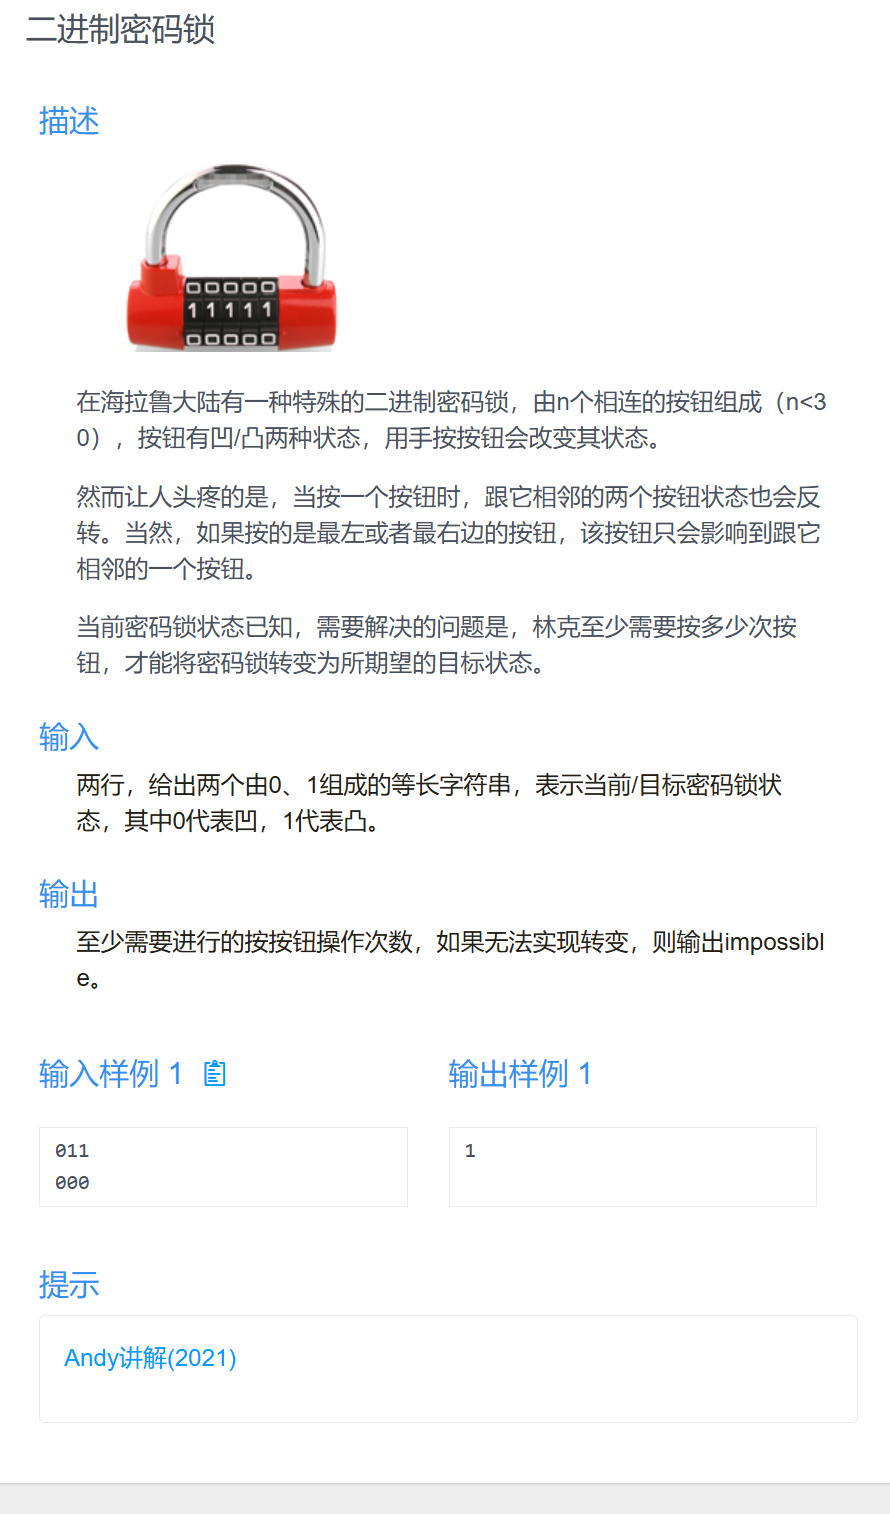 二进制密码锁
描述
1 1 1 1 1
在海拉鲁大陆有一种特殊的二进制密码锁，由n个相连的按钮组成（n<3
0），按钮有凹/凸两种状态，用手按按钮会改变其状态。
然而让人头疼的是，当按一个按钮时，跟它相邻的两个按钮状态也会反
转。当然，如果按的是最左或者最右边的按钮，该按钮只会影响到跟它
相邻的一个按钮。
当前密码锁状态已知，需要解决的问题是，林克至少需要按多少次按
钮，才能将密码锁转变为所期望的目标状态。
输入
两行，给出两个由0、1组成的等长字符串，表示当前/目标密码锁状
态，其中0代表凹，1代表凸。
输出
至少需要进行的按按钮操作次数，如果无法实现转变，则输出impossibl
e。
输入样例 1
011
000
输出样例 1
1
提示
Andy讲解(2021)